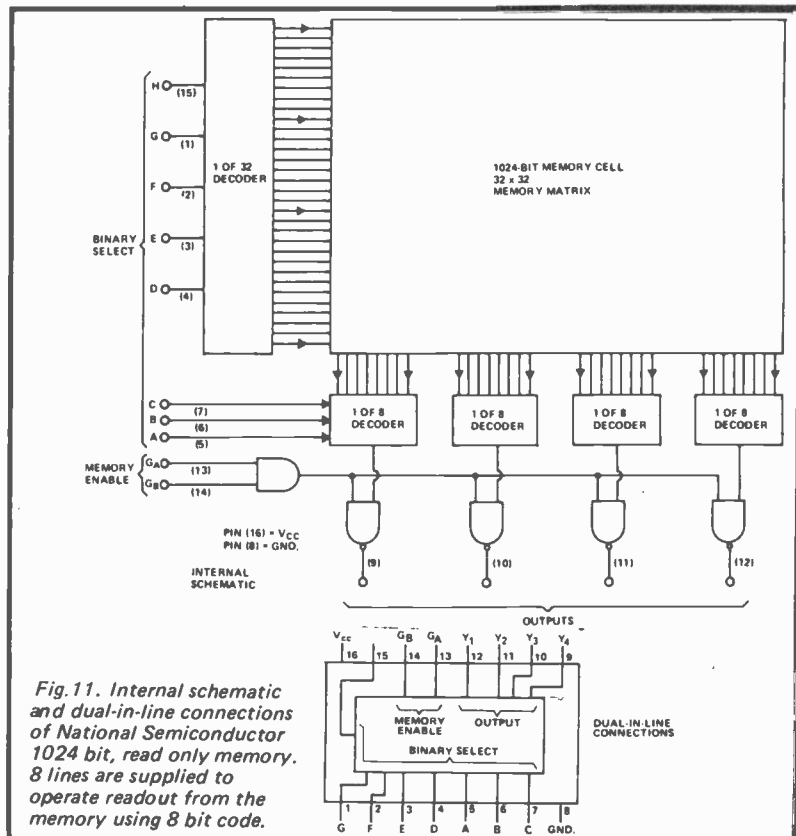 H
(15)
G
(1)
F
(2)
E
(3)
D
(4)
BINARY
SELECT
1 OF 32
DECODER
1024-BIT MEMORY CELL
32 x 32
MEMORY MATRIX
C
(7)
B
(6)
A
(5)
1 OF 8
DECODER
1 OF 8
DECODER
1 OF 8
DECODER
1 OF 8
DECODER
MEMORY
ENABLE
GA
(13)
GB
(14)
PIN (16) = VCC
PIN (8) = GND.
INTERNAL
SCHEMATIC
(9)
(10)
(11)
(12)
OUTPUTS
Vcc GB GA Y1 Y2 Y3 Y4
16 15 14 13 12 11 10 9
MEMORY
ENABLE
OUTPUT
BINARY SELECT
DUAL-IN-LINE
CONNECTIONS
1 2 3 4 5 6 7 8
G F E D A B C GND.
Fig.11. Internal schematic
and dual-in-line connections
of National Semiconductor
1024 bit, read only memory.
8 lines are supplied to
operate readout from the
memory using 8 bit code.